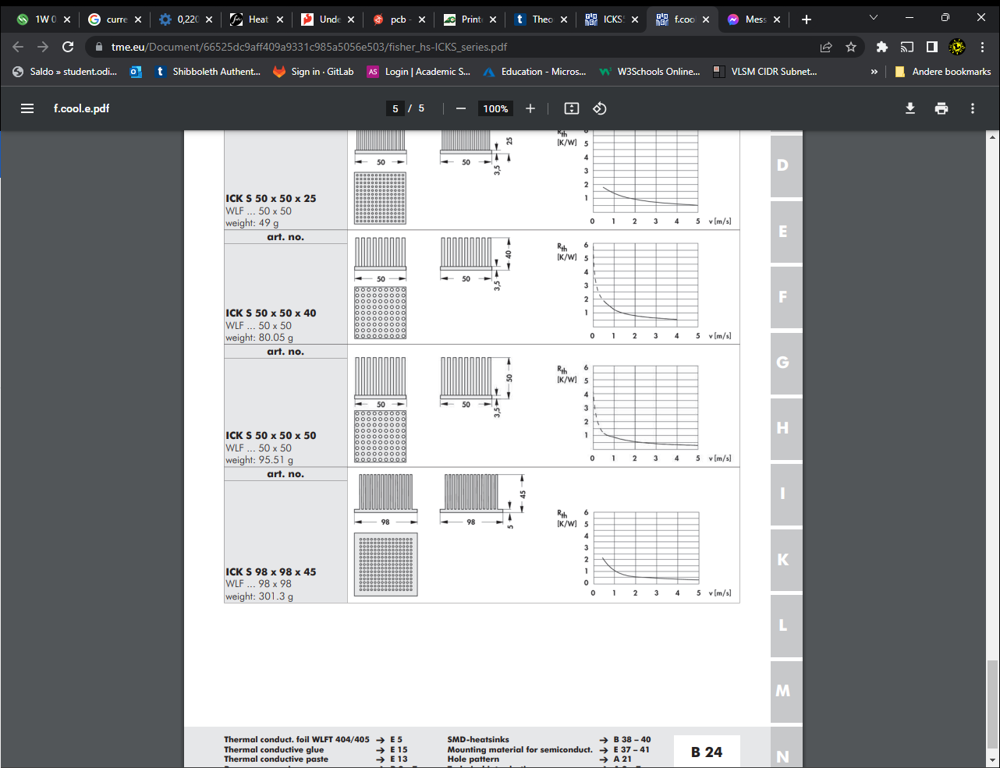 1W 0
curre
0,220
Heat
Unde
pcb -
Printe
Theo
ICKS
f.coo
Mess
tme.eu/Document/66525dc9aff409a9331c985a5056e503/fisher_hs-ICKS_series.pdf
Saldo » student.odi...
Shibboleth Authent...
Sign in · GitLab
AS Login | Academic S...
Education - Micros...
W3Schools Online...
VLSM CIDR Subnet...
»
Andere bookmarks
f.cool.e.pdf
5 / 5
100%
50
50
25
3,5
Rth
[K/W]
6
5
4
3
2
1
0 1 2 3 4 5 v [m/s]
ICK S 50 x 50 x 25
WLF ... 50 x 50
weight: 49 g
art. no.
50
50
40
3,5
Rth
[K/W]
6
5
4
3
2
1
0 1 2 3 4 5 v [m/s]
ICK S 50 x 50 x 40
WLF ... 50 x 50
weight: 80.05 g
art. no.
50
50
50
3,5
Rth
[K/W]
6
5
4
3
2
1
0 1 2 3 4 5 v [m/s]
ICK S 50 x 50 x 50
WLF ... 50 x 50
weight: 95.51 g
art. no.
98
98
45
5
Rth
[K/W]
6
5
4
3
2
1
0
0 1 2 3 4 5 v [m/s]
ICK S 98 x 98 x 45
WLF ... 98 x 98
weight: 301.3 g
D
E
F
G
H
I
K
L
M
N
Thermal conduct. foil WLFT 404/405 → E 5
Thermal conductive glue → E 15
Thermal conductive paste → E 13
SMD-heatsinks → B 38 – 40
Mounting material for semiconduct. → E 37 – 41
Hole pattern → A 21
B 24